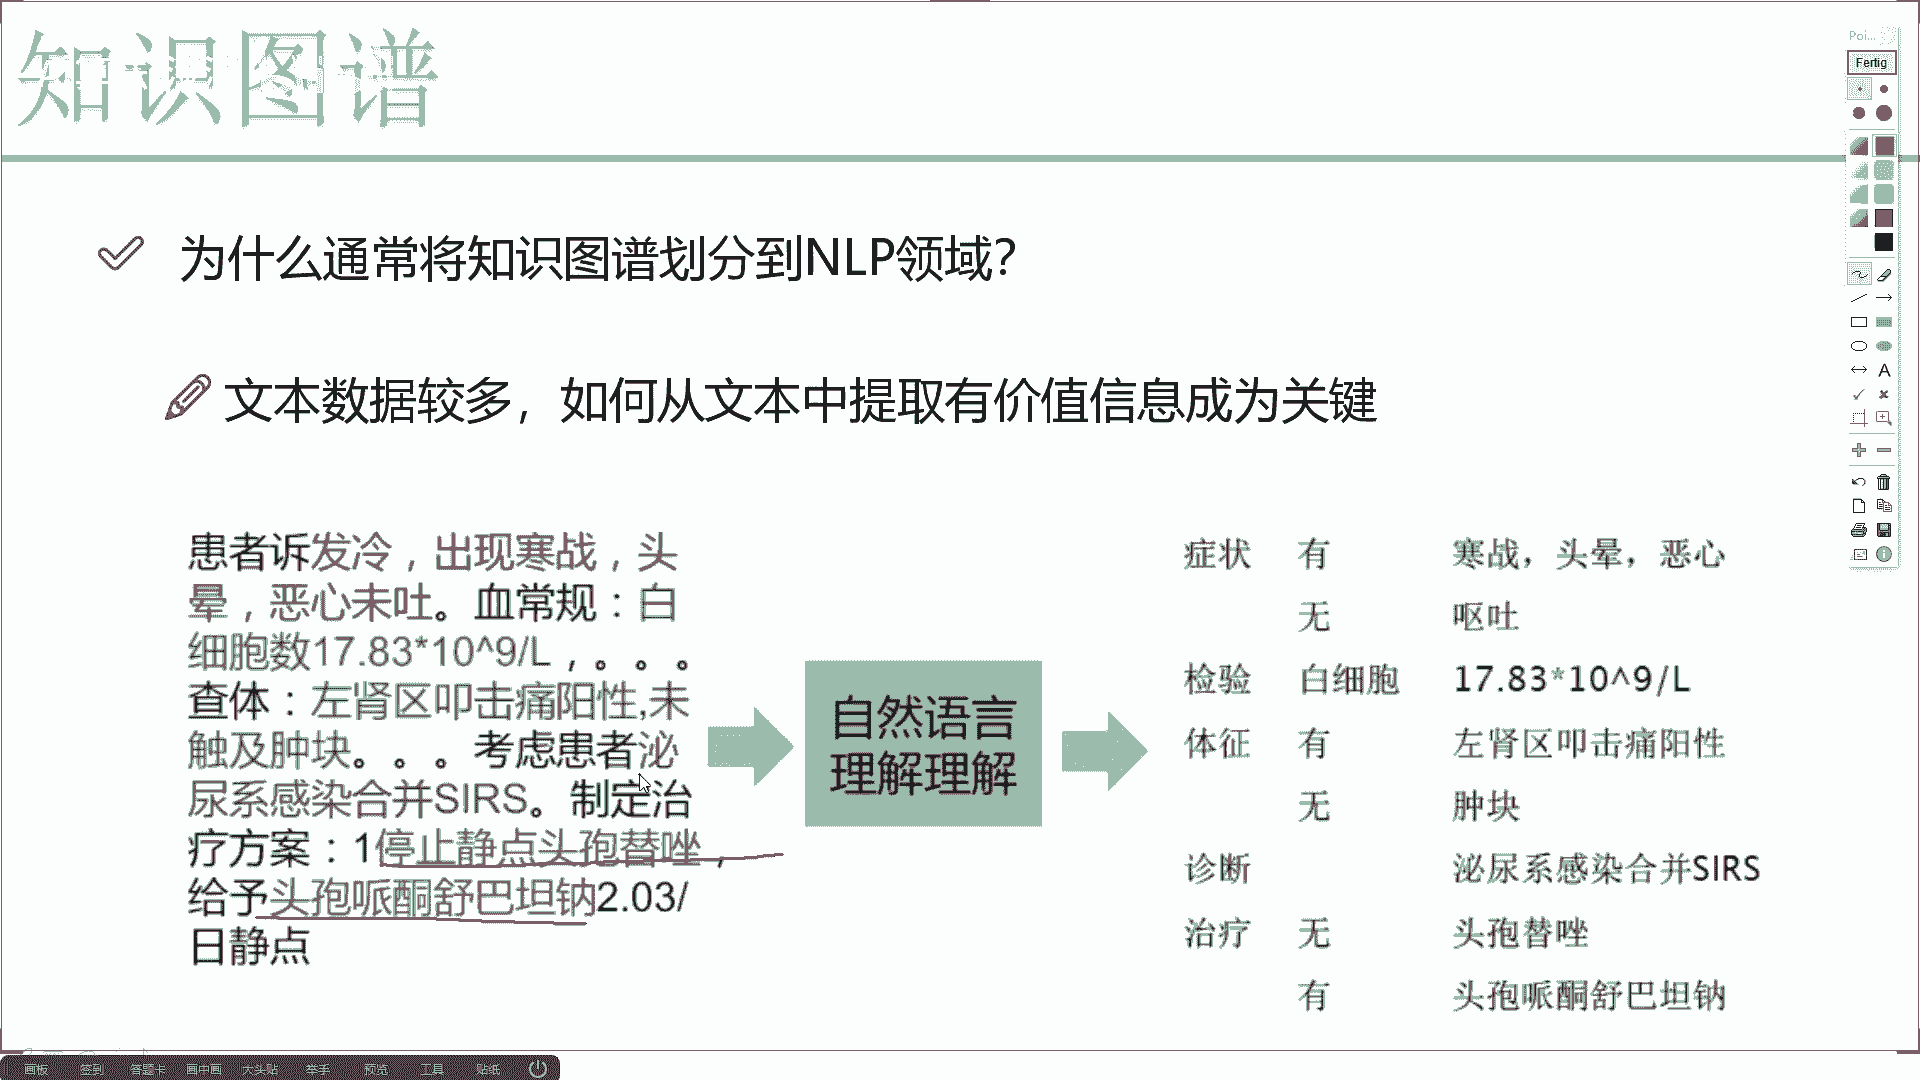 知识图谱
Poi...
Fertig
为什么通常将知识图谱划分到NLP领域？
文本数据较多，如何从文本中提取有价值信息成为关键
患者诉发冷，出现寒战，头
晕，恶心未吐。血常规：白
细胞数17.83*10^9/L，。。。
查体：左肾区叩击痛阳性,未
触及肿块。。。考虑患者泌
尿系感染合并SIRS。制定治
疗方案：1停止静点头孢替唑，
给予头孢哌酮舒巴坦钠2.03/
日静点
自然语言
理解理解
症状 有 寒战，头晕，恶心
无 呕吐
检验 白细胞 17.83*10^9/L
体征 有 左肾区叩击痛阳性
无 肿块
诊断 泌尿系感染合并SIRS
治疗 无 头孢替唑
有 头孢哌酮舒巴坦钠
A
画板 签到 答题卡 画中画 大头贴 举手 预览 工具 贴纸